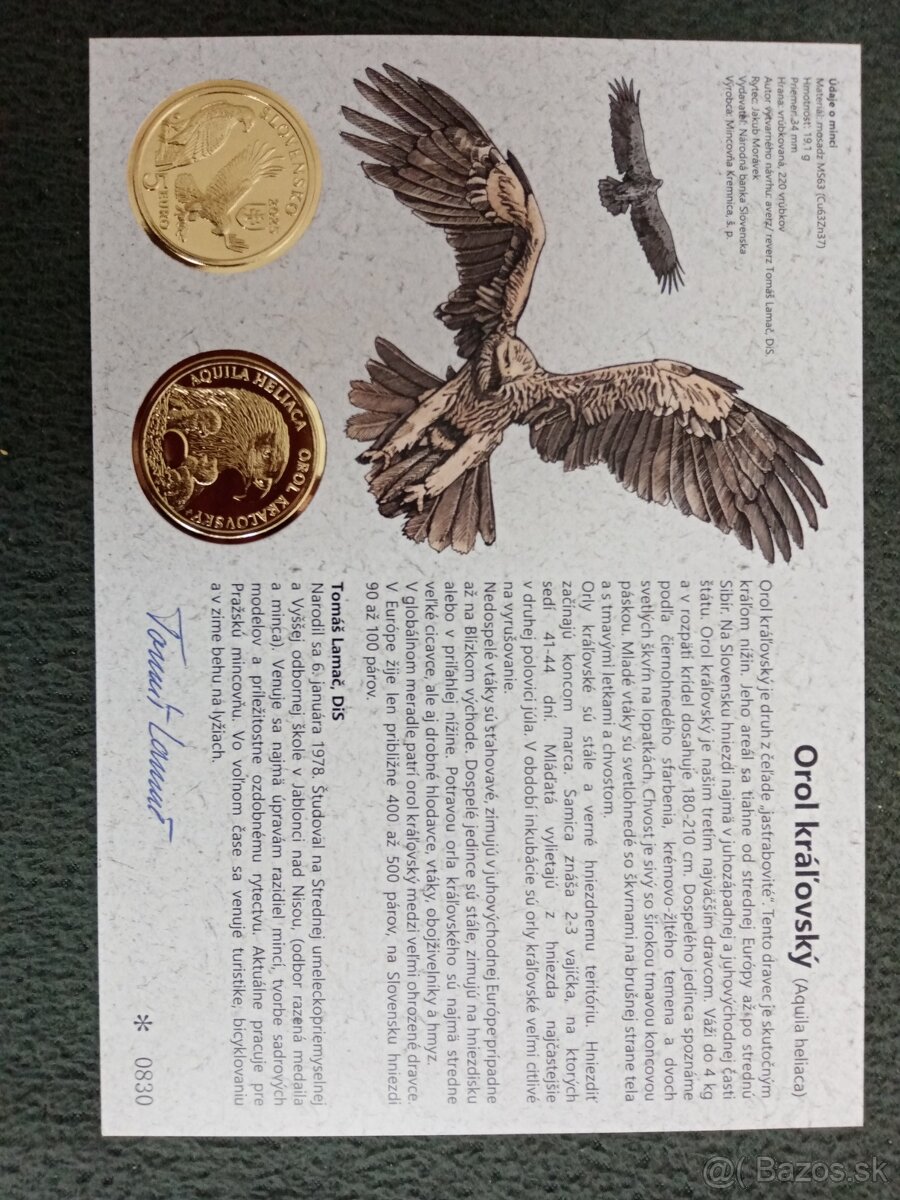 Údaje o minci
Materiál: mosadz MS63 (Cu63Zn37)
Hmotnosť: 19,1 g
Priemer: 34 mm
Hrana: vrúbkovaná, 220 vrúbkov
Autor výtvarného návrhu: averz/ reverz Tomáš Lamač, DiS.
Rytec: Jakub Morávek
Vydavateľ: Národná banka Slovenska
Výrobca: Mincovňa Kremnica, š. p.
SLOVENSKO
2025
5
EURO
AQUILA HELIACA OROL KRÁĽOVSKÝ
Orol kráľovský (Aquila heliaca)
Orol kráľovský je druh z čeľade „jastrabovité“. Tento dravec je skutočným
kráľom nížin. Jeho areál sa tiahne od strednej Európy až po strednú
Sibír. Na Slovensku hniezdi najmä v juhozápadnej a juhovýchodnej časti
štátu. Orol kráľovský je našim tretím najväčším dravcom. Váži do 4 kg
a v rozpätí krídel dosahuje 180-210 cm. Dospelého jedinca spoznáme
podľa čiernohnedého sfarbenia, krémovo-žltého temena a dvoch
svetlých škvŕn na lopatkách. Chvost je sivý so širokou tmavou koncovou
páskou. Mladé vtáky sú svetlohnedé so škvrnami na brušnej strane tela
a s tmavými letkami a chvostom.
Orly kráľovské sú stále a verné hniezdnemu teritóriu. Hniezdiť
začínajú koncom marca. Samica znáša 2-3 vajíčka, na ktorých
sedí 41-44 dní. Mláďatá vylietajú z hniezda najčastejšie
v druhej polovici júla. V období inkubácie sú orly kráľovské veľmi citlivé
na vyrušovanie.
Nedospelé vtáky sú sťahovavé, zimujú v juhovýchodnej Európe prípadne
na Blízkom východe. Dospelé jedince sú stále, zimujú na hniezdisku
alebo v priľahlej nížine. Potravou orla kráľovského sú najmä stredne
veľké cicavce, ale aj drobné hlodavce, vtáky, obojživelníky a hmyz.
V globálnom meradle patrí orol kráľovský medzi veľmi ohrozené dravce.
V Európe žije len približne 400 až 500 párov, na Slovensku hniezdi
90 až 100 párov.
Tomáš Lamač, DiS
Narodil sa 6. januára 1978. Študoval na Strednej umeleckopriemyselnej
a Vyššej odbornej škole v Jablonci nad Nisou, (odbor razená medaila
a minca). Venuje sa najmä úpravám razidiel mincí, tvorbe sadrových
modelov a príležitostne ozdobnému rytectvu. Aktuálne pracuje pre
Pražskú mincovňu. Vo voľnom čase sa venuje turistike, bicyklovaniu
a v zime behu na lyžiach.
Tomáš Lamač
* 0830
@( Bazos.sk